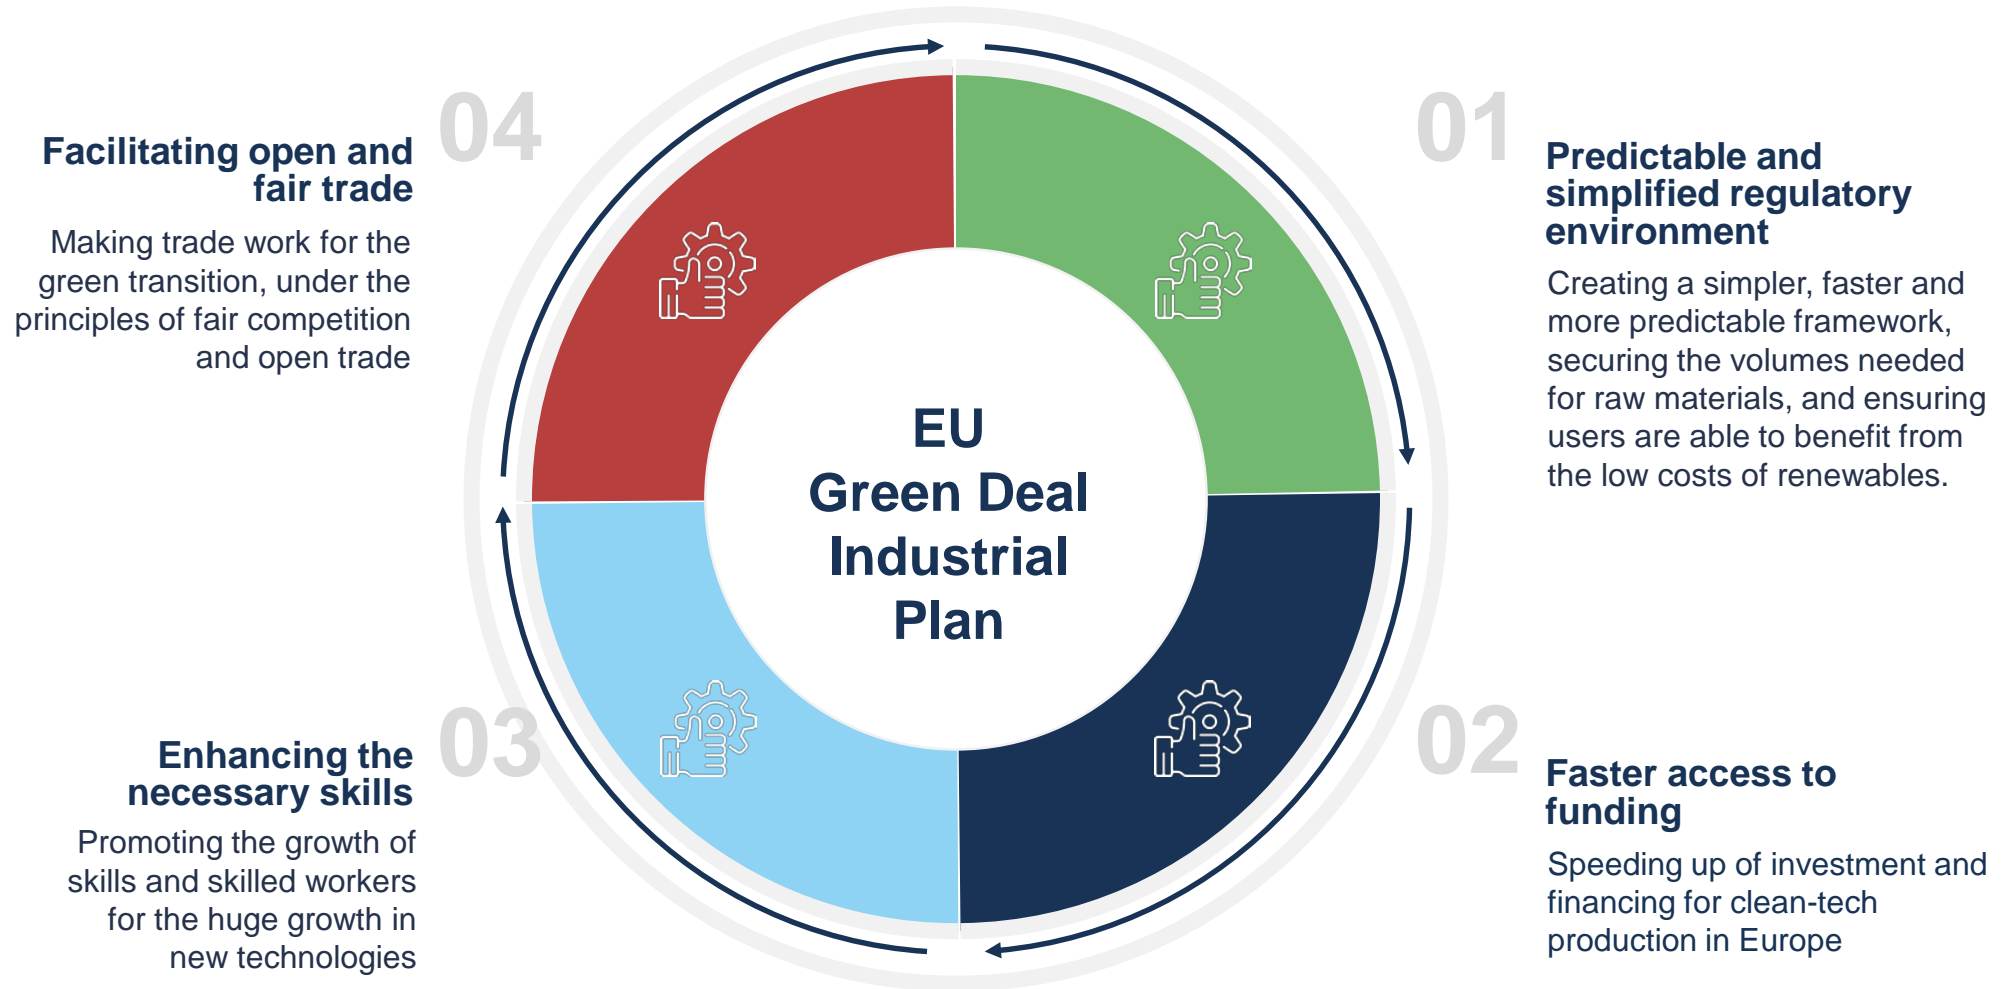 04
Facilitating open and
fair trade
Making trade work for the
green transition, under the
principles of fair competition
and open trade
01
Predictable and
simplified regulatory
environment
Creating a simpler, faster and
more predictable framework,
securing the volumes needed
for raw materials, and ensuring
users are able to benefit from
the low costs of renewables.
EU
Green Deal
Industrial
Plan
03
Enhancing the
necessary skills
Promoting the growth of
skills and skilled workers
for the huge growth in
new technologies
02
Faster access to
funding
Speeding up of investment and
financing for clean-tech
production in Europe